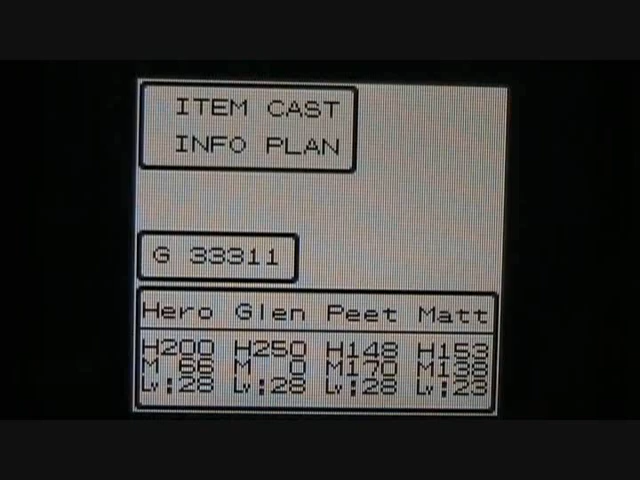 ITEM CAST
INFO PLAN
G 33311
Hero Glen Peet Matt
H200 H250 H148 H153
M 66 M 0 M170 M138
Lv:28 Lv:28 Lv:28 Lv:23